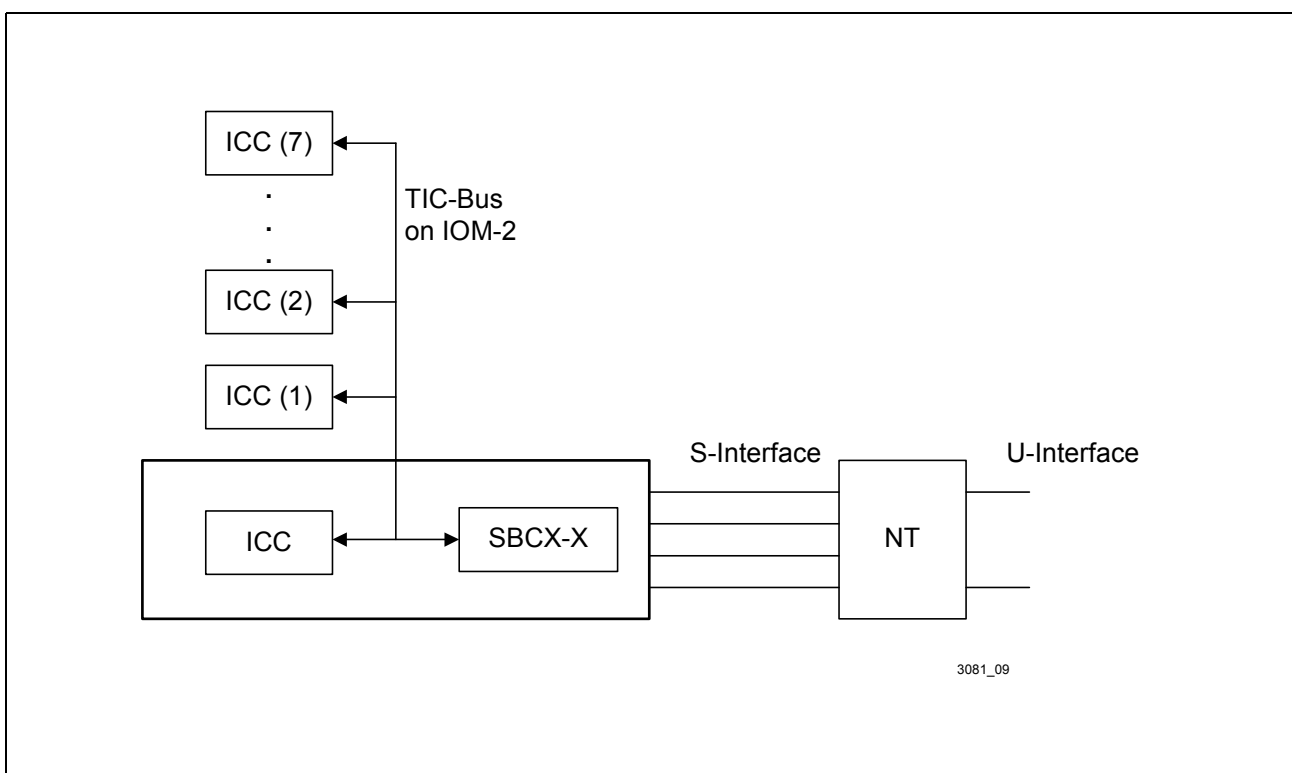 ICC (7)
TIC-Bus
on IOM-2
.
.
.
ICC (2)
ICC (1)
S-Interface
U-Interface
ICC
SBCX-X
NT
3081_09